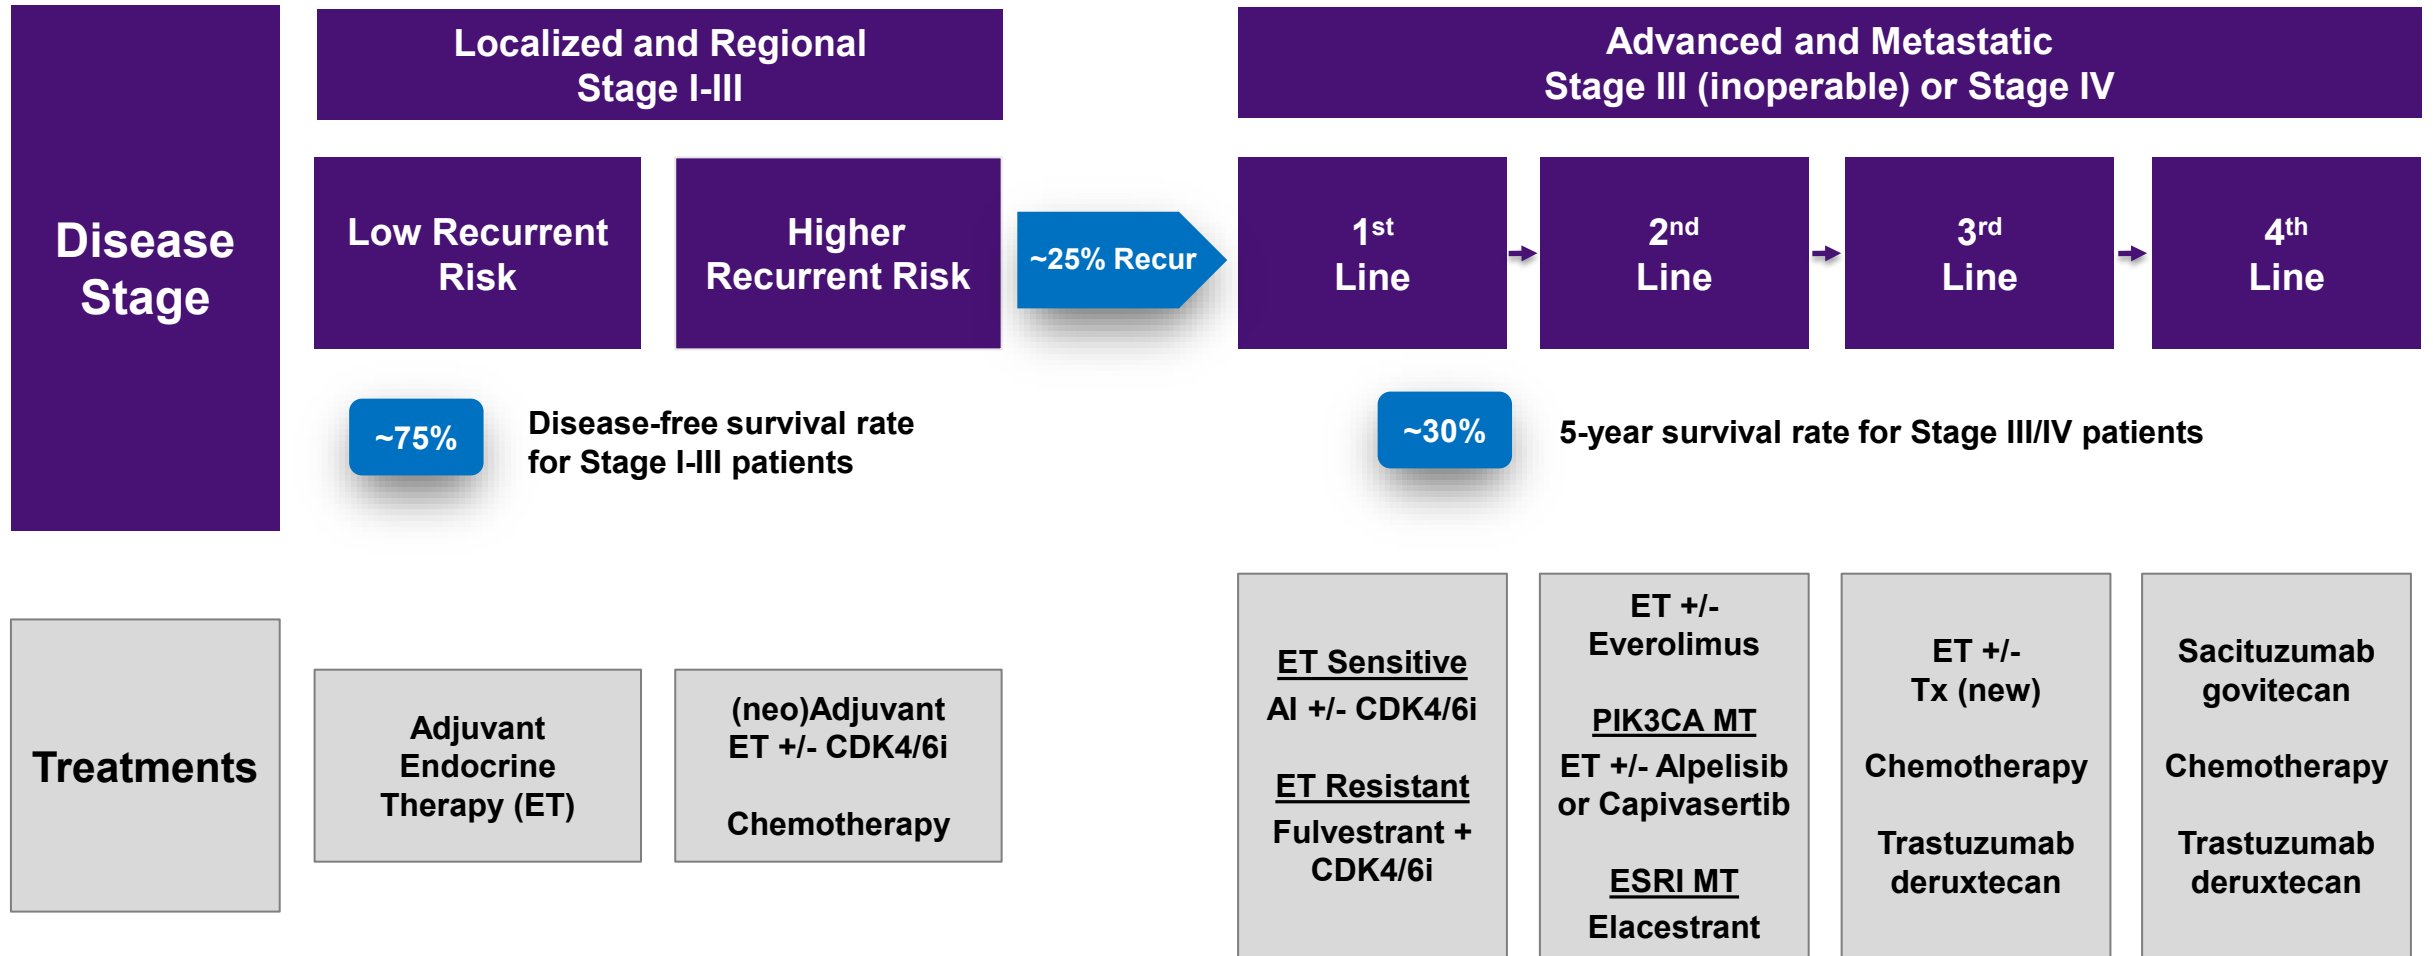 Disease
Stage
Localized and Regional
Stage I-III
Advanced and Metastatic
Stage III (inoperable) or Stage IV
Low Recurrent
Risk
Higher
Recurrent Risk
~25% Recur
1st
Line
2nd
Line
3rd
Line
4th
Line
~75%
Disease-free survival rate
for Stage I-III patients
~30%
5-year survival rate for Stage III/IV patients
Treatments
Adjuvant
Endocrine
Therapy (ET)
(neo)Adjuvant
ET +/- CDK4/6i
Chemotherapy
ET Sensitive
AI +/- CDK4/6i
ET Resistant
Fulvestrant +
CDK4/6i
ET +/-
Everolimus
PIK3CA MT
ET +/- Alpelisib
or Capivasertib
ESRI MT
Elacestrant
ET +/-
Tx (new)
Chemotherapy
Trastuzumab
deruxtecan
Sacituzumab
govitecan
Chemotherapy
Trastuzumab
deruxtecan